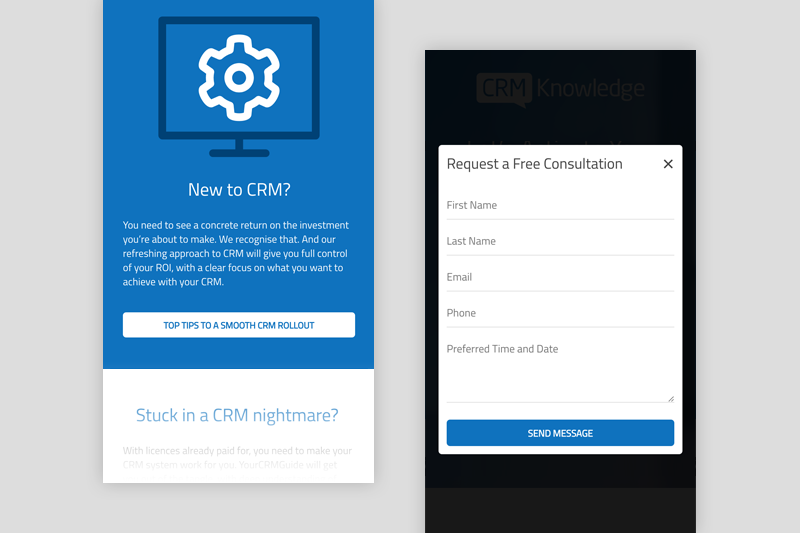 New to CRM?
You need to see a concrete return on the investment
you're about to make. We recognise that. And our
refreshing approach to CRM will give you full control
of your ROI, with a clear focus on what you want to
achieve with your CRM.
TOP TIPS TO A SMOOTH CRM ROLLOUT
Stuck in a CRM nightmare?
With licences already paid for, you need to make your
CRM system work for you. YourCRMGuide will get
CRM Knowledge
Request a Free Consultation
First Name
Last Name
Email
Phone
Preferred Time and Date
SEND MESSAGE